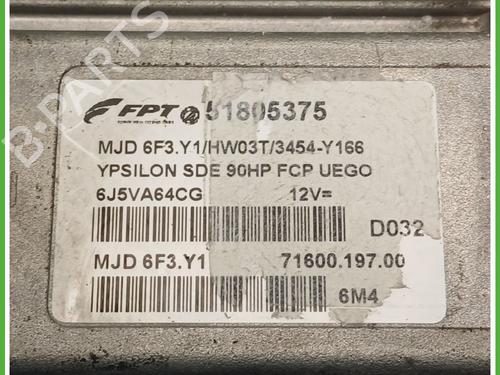 FPT 51805375
MJD 6F3.Y1/HW03T/3454-Y166
YPSILON SDE 90HP FCP UEGO
6J5VA64CG 12V=
D032
MJD 6F3.Y1 71600.197.00
6M4
B-PARTS